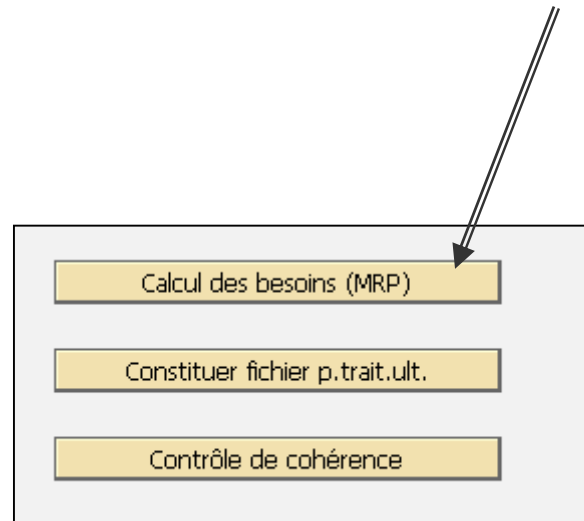 Calcul des besoins (MRP)
Constituer fichier p.trait.ult.
Contrôle de cohérence